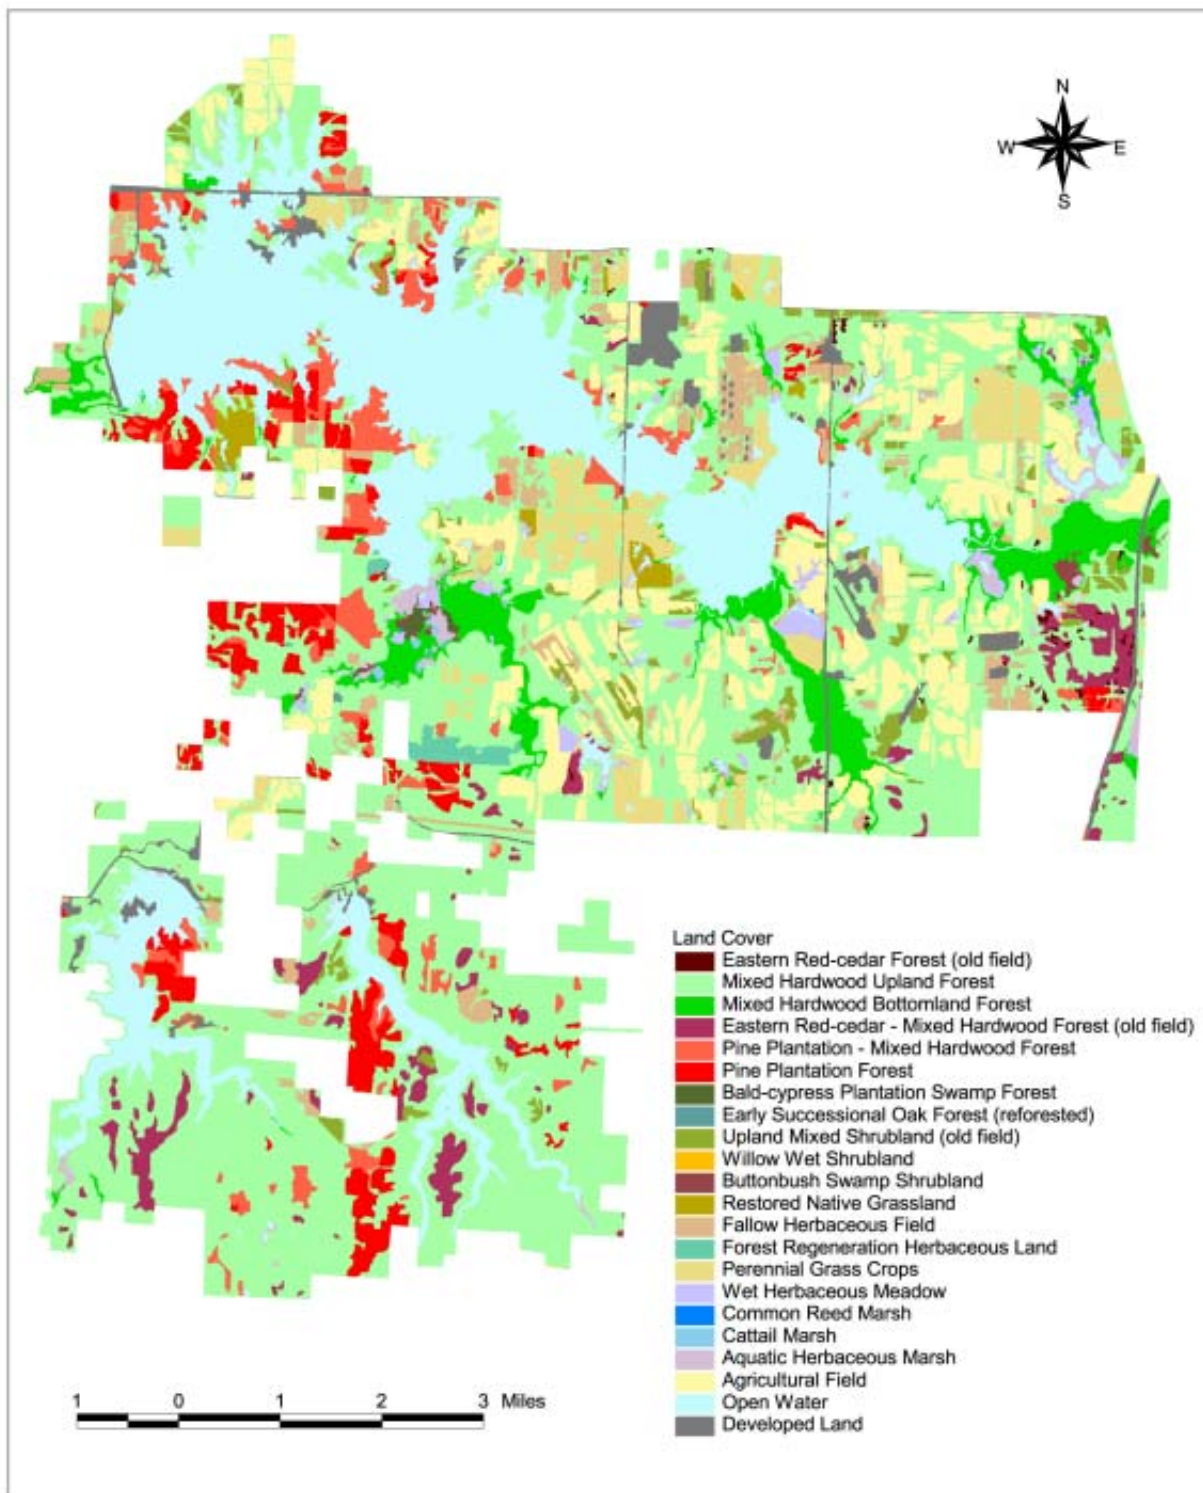 N
W E
S
Land Cover
Eastern Red-cedar Forest (old field)
Mixed Hardwood Upland Forest
Mixed Hardwood Bottomland Forest
Eastern Red-cedar - Mixed Hardwood Forest (old field)
Pine Plantation - Mixed Hardwood Forest
Pine Plantation Forest
Bald-cypress Plantation Swamp Forest
Early Successional Oak Forest (reforested)
Upland Mixed Shrubland (old field)
Willow Wet Shrubland
Buttonbush Swamp Shrubland
Restored Native Grassland
Fallow Herbaceous Field
Forest Regeneration Herbaceous Land
Perennial Grass Crops
Wet Herbaceous Meadow
Common Reed Marsh
Cattail Marsh
Aquatic Herbaceous Marsh
Agricultural Field
Open Water
Developed Land
1 0 1 2 3 Miles